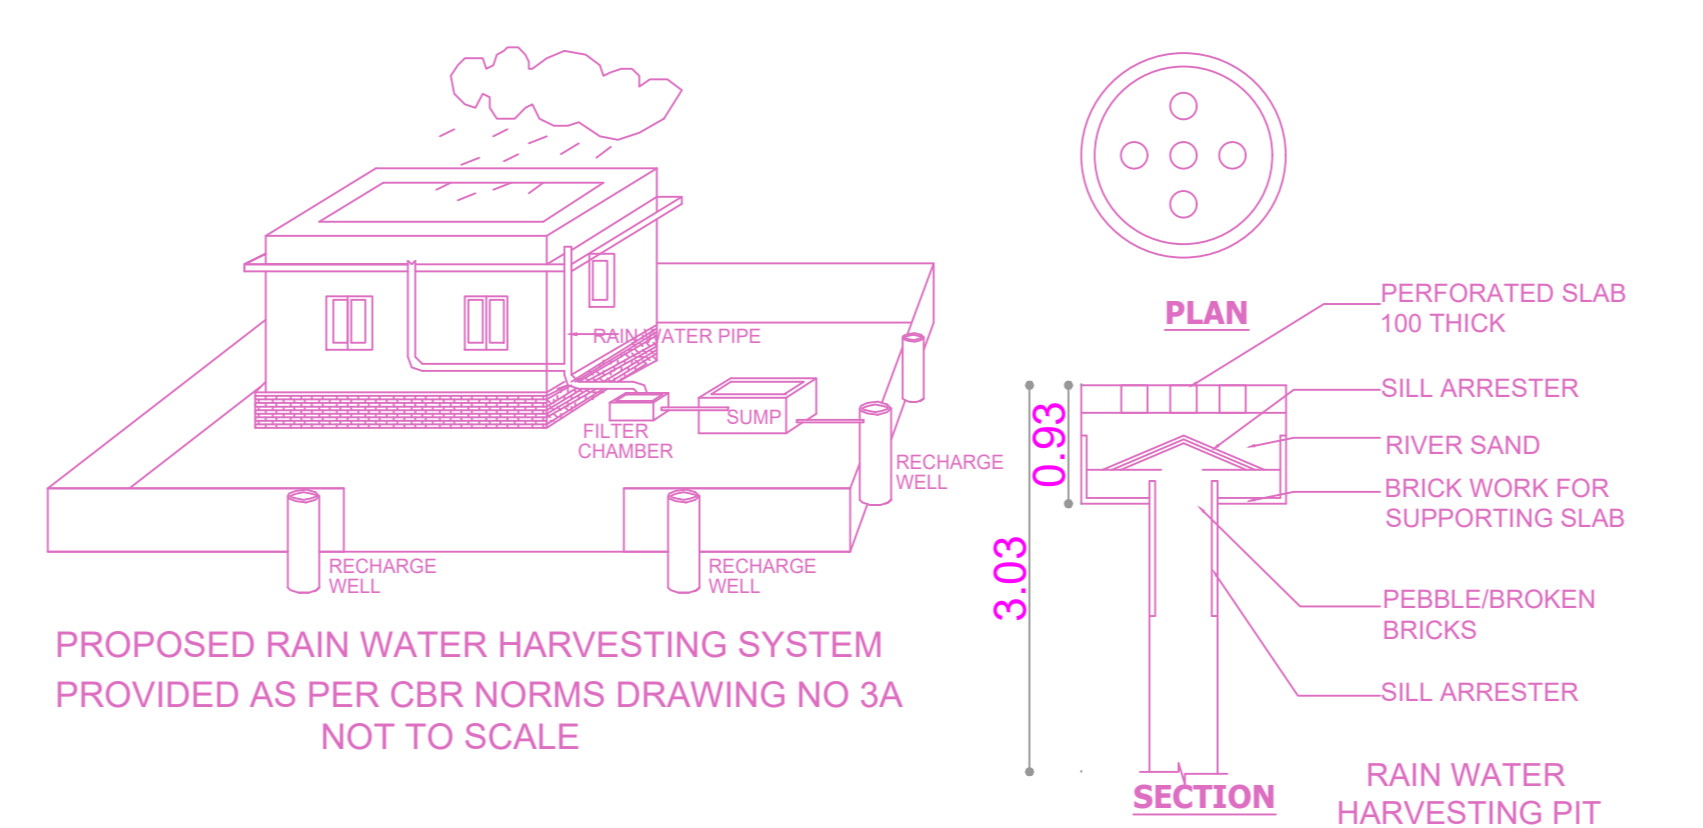 RAIN WATER PIPE
FILTER
CHAMBER
SUMP
RECHARGE
WELL
RECHARGE
WELL
RECHARGE
WELL
PROPOSED RAIN WATER HARVESTING SYSTEM
PROVIDED AS PER CBR NORMS DRAWING NO 3A
NOT TO SCALE
PLAN
PERFORATED SLAB
100 THICK
SILL ARRESTER
RIVER SAND
BRICK WORK FOR
SUPPORTING SLAB
PEBBLE/BROKEN
BRICKS
SILL ARRESTER
0.93
3.03
SECTION
RAIN WATER
HARVESTING PIT